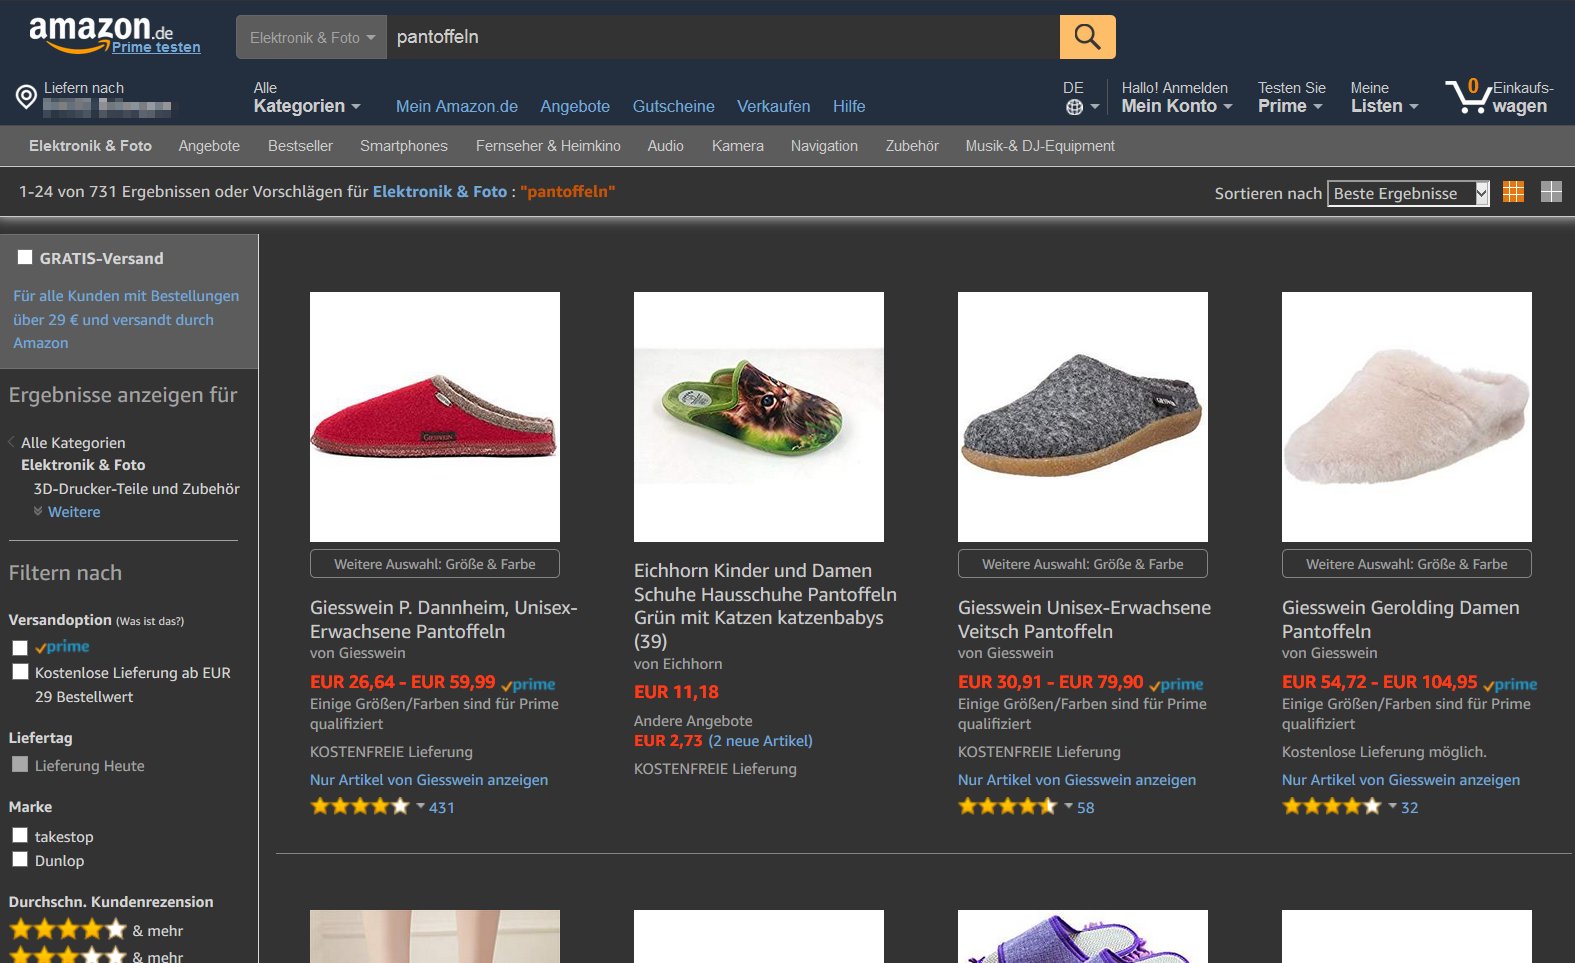 amazon.de
Prime testen
Elektronik & Foto
pantoffeln
Liefern nach
Alle
Kategorien
Mein Amazon.de
Angebote
Gutscheine
Verkaufen
Hilfe
DE
Hallo! Anmelden
Mein Konto
Testen Sie
Prime
Meine
Listen
0
Einkaufs-
wagen
Elektronik & Foto
Angebote
Bestseller
Smartphones
Fernseher & Heimkino
Audio
Kamera
Navigation
Zubehör
Musik-& DJ-Equipment
1-24 von 731 Ergebnissen oder Vorschlägen für Elektronik & Foto : "pantoffeln"
Sortieren nach Beste Ergebnisse
GRATIS-Versand
Für alle Kunden mit Bestellungen
über 29 € und versandt durch
Amazon
Ergebnisse anzeigen für
Alle Kategorien
Elektronik & Foto
3D-Drucker-Teile und Zubehör
Weitere
Filtern nach
Versandoption (Was ist das?)
prime
Kostenlose Lieferung ab EUR
29 Bestellwert
Liefertag
Lieferung Heute
Marke
takestop
Dunlop
Durchschn. Kundenrezension
& mehr
& mehr
GIESSWEIN
Weitere Auswahl: Größe & Farbe
Giesswein P. Dannheim, Unisex-
Erwachsene Pantoffeln
von Giesswein
EUR 26,64 - EUR 59,99 prime
Einige Größen/Farben sind für Prime
qualifiziert
KOSTENFREIE Lieferung
Nur Artikel von Giesswein anzeigen
431
Eichhorn Kinder und Damen
Schuhe Hausschuhe Pantoffeln
Grün mit Katzen katzenbabys
(39)
von Eichhorn
EUR 11,18
Andere Angebote
EUR 2,73 (2 neue Artikel)
KOSTENFREIE Lieferung
Weitere Auswahl: Größe & Farbe
Giesswein Unisex-Erwachsene
Veitsch Pantoffeln
von Giesswein
EUR 30,91 - EUR 79,90 prime
Einige Größen/Farben sind für Prime
qualifiziert
KOSTENFREIE Lieferung
Nur Artikel von Giesswein anzeigen
58
Weitere Auswahl: Größe & Farbe
Giesswein Gerolding Damen
Pantoffeln
von Giesswein
EUR 54,72 - EUR 104,95 prime
Einige Größen/Farben sind für Prime
qualifiziert
Kostenlose Lieferung möglich.
Nur Artikel von Giesswein anzeigen
32